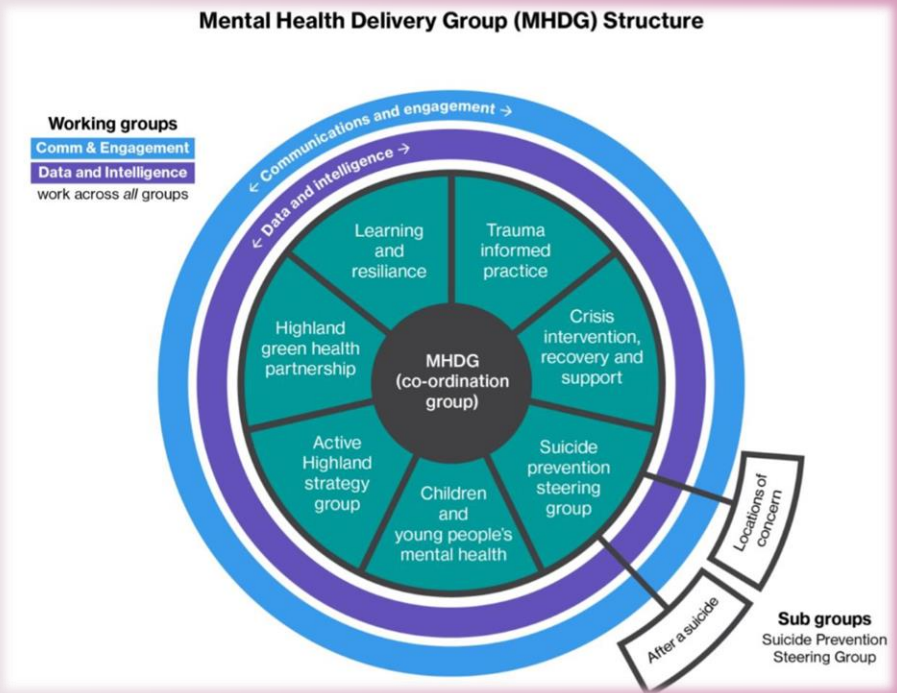 Mental Health Delivery Group (MHDG) Structure
Working groups
Comm & Engagement
Data and Intelligence
work across all groups
← Communications and engagement →
← Data and intelligence →
Learning
and
resiliance
Trauma
informed
practice
Crisis
intervention,
recovery and
support
Suicide
prevention
steering
group
Children
and
young people's
mental health
Active
Highland
strategy
group
Highland
green health
partnership
MHDG
(co-ordination
group)
Locations of
concern
After a suicide
Sub groups
Suicide Prevention
Steering Group